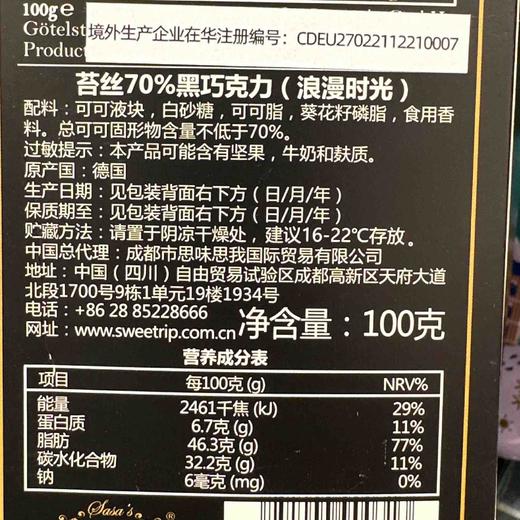 100g e
Götelst
Product
境外生产企业在华注册编号：CDEU27022112210007
苔丝70%黑巧克力（浪漫时光）
配料：可可液块，白砂糖，可可脂，葵花籽磷脂，食用香
料。总可可固形物含量不低于70%。
过敏提示：本产品可能含有坚果，牛奶和麸质。
原产国：德国
生产日期：见包装背面右下方（日/月/年）
保质期至：见包装背面右下方（日/月/年）
贮藏方法：请置于阴凉干燥处，建议16-22℃存放。
中国总代理：成都市思味思我国际贸易有限公司
地址：中国（四川）自由贸易试验区成都高新区天府大道
北段1700号9栋1单元19楼1934号
电话：+86 28 85228666
网址：www.sweetrip.com.cn
净含量：100克
营养成分表
项目 每100克 (g) NRV%
能量 2461千焦 (kJ) 29%
蛋白质 6.7克 (g) 11%
脂肪 46.3克 (g) 77%
碳水化合物 32.2克 (g) 11%
钠 6毫克 (mg) 0%
Sasa's
®